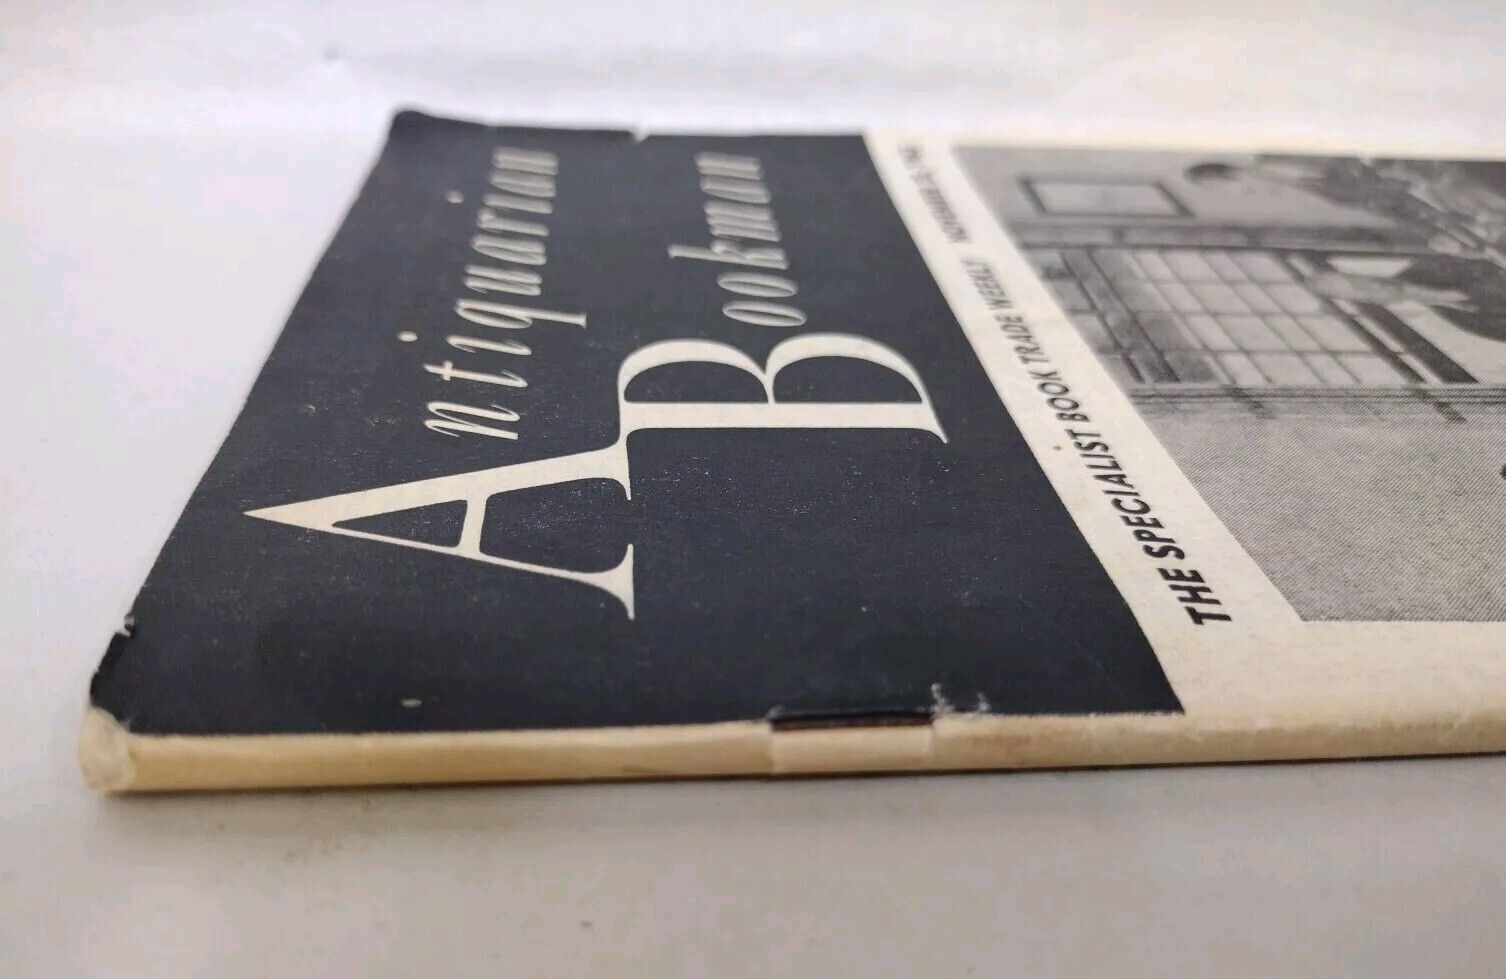 Antiquarian
Bookman
THE SPECIALIST BOOK TRADE WEEKLY